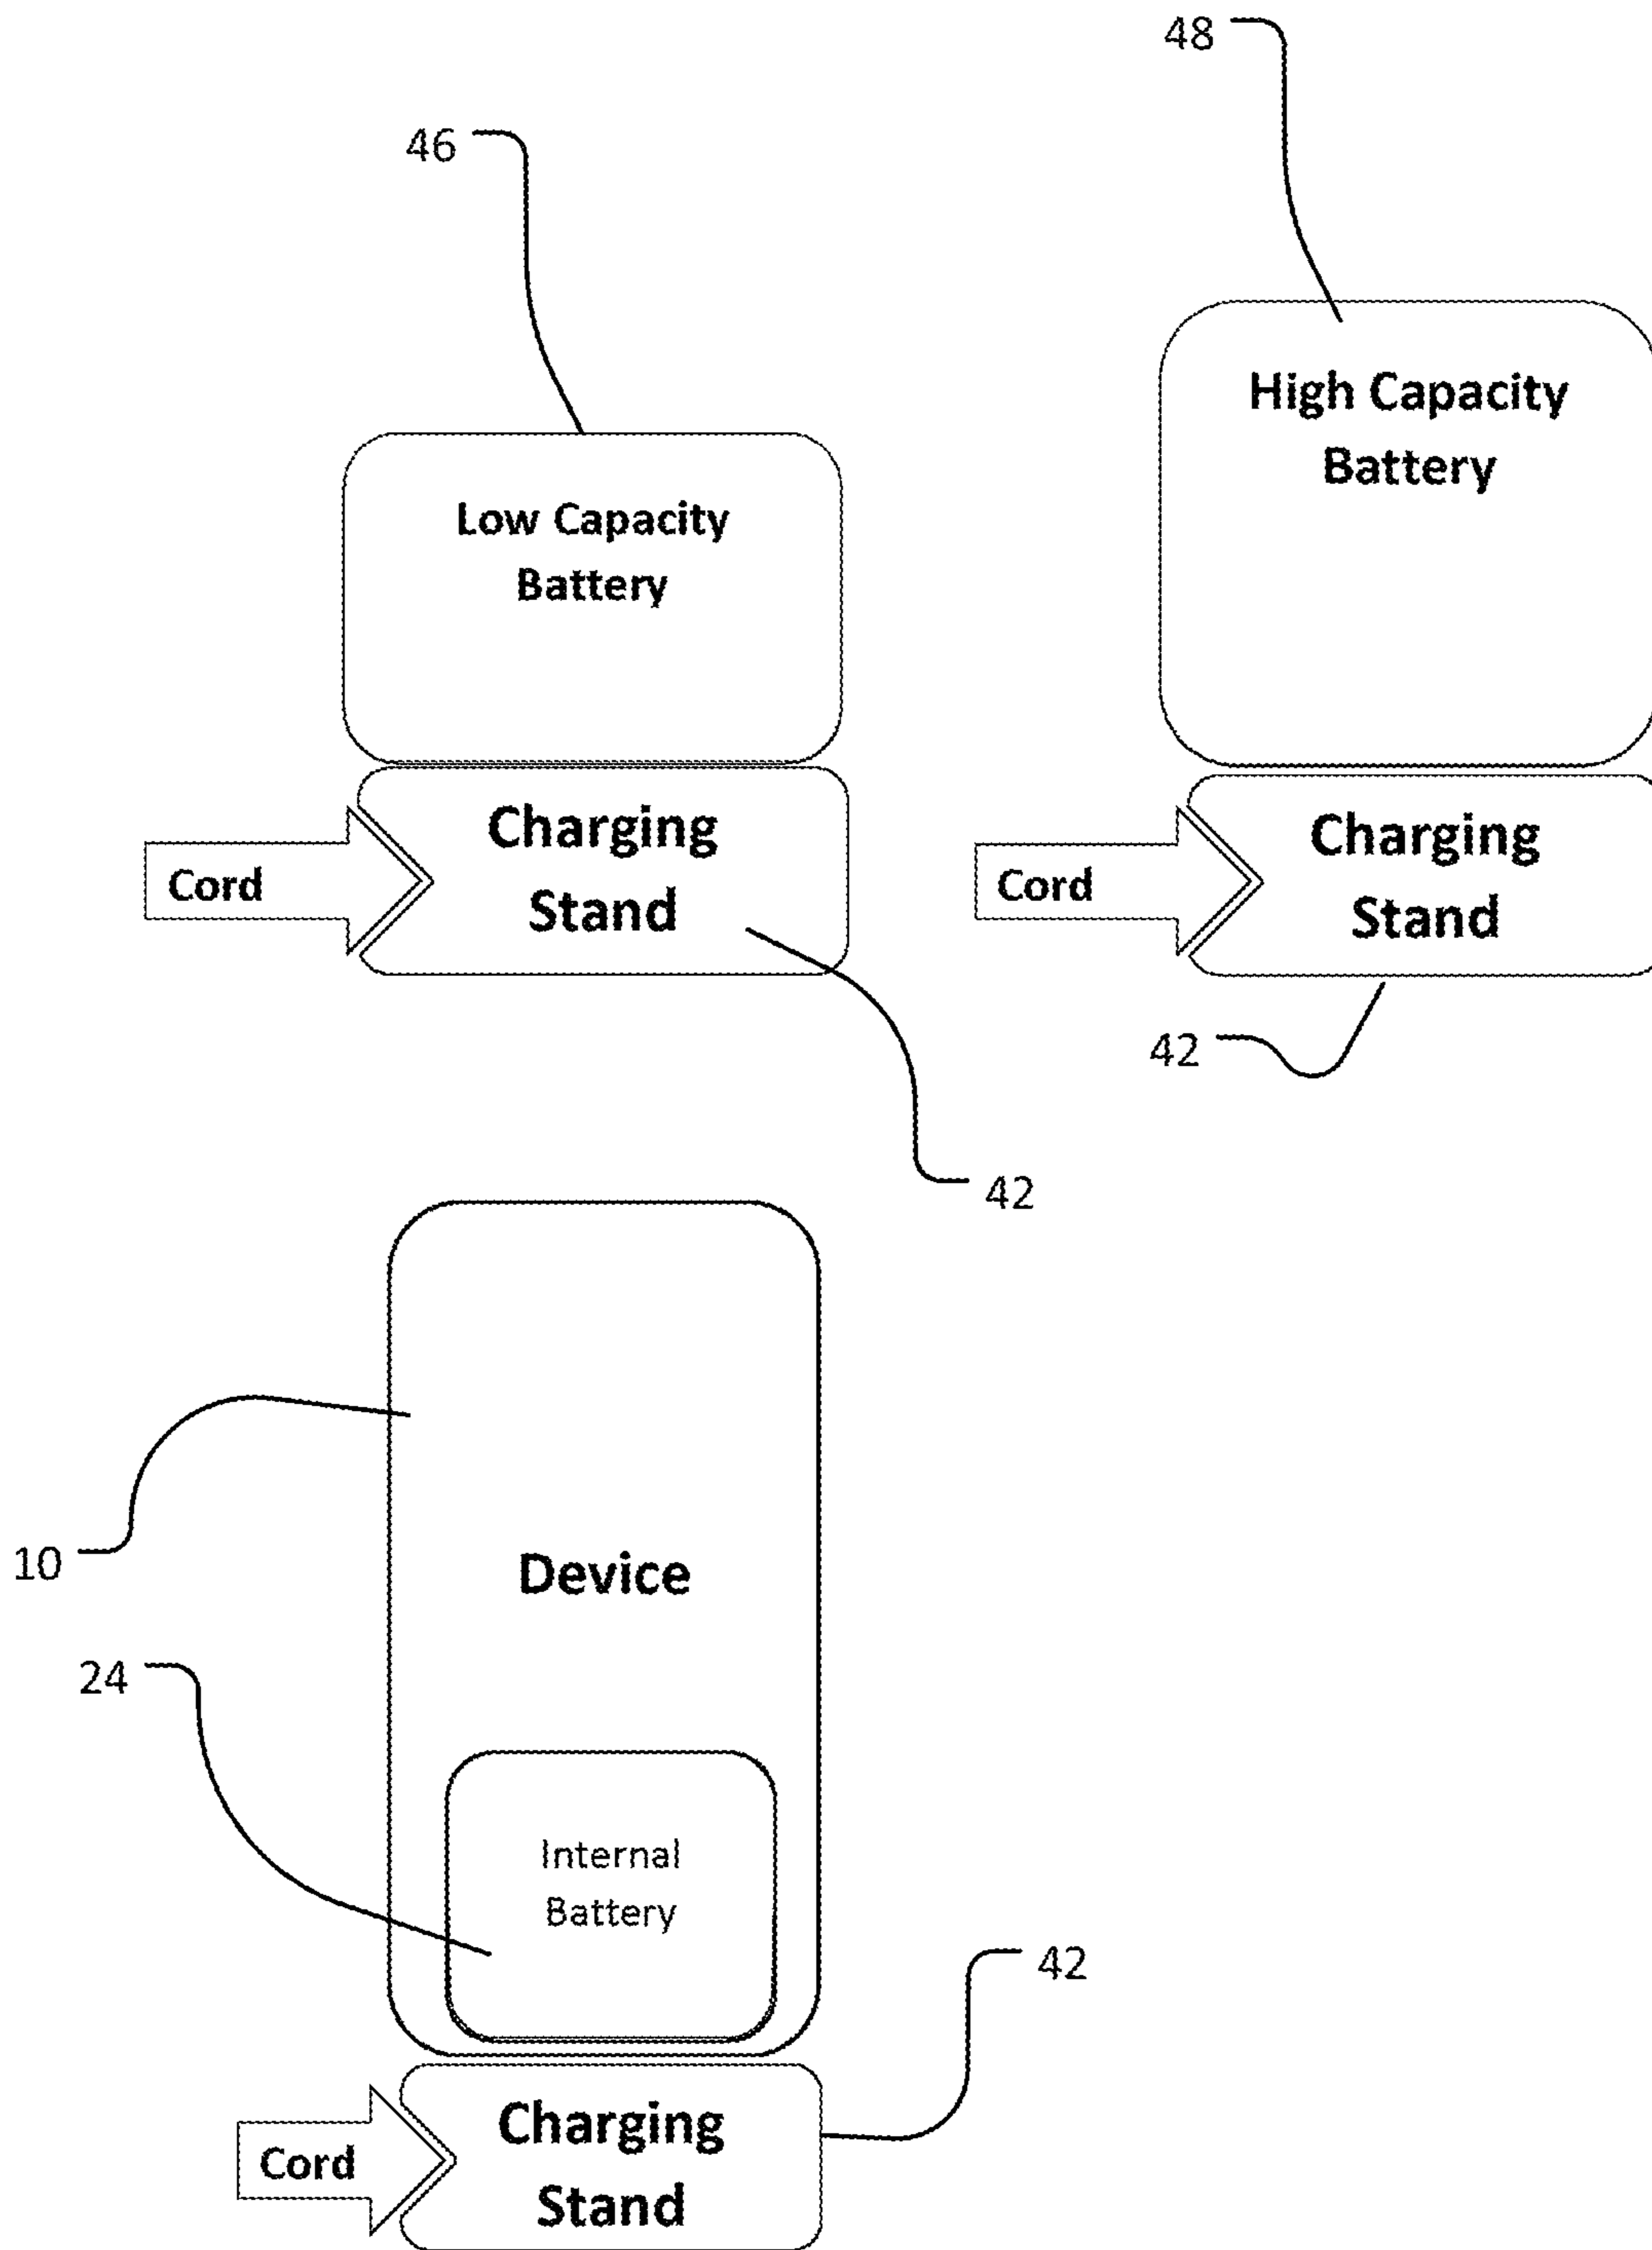 48
46
High Capacity
Battery
Low Capacity
Battery
Charging
Stand
Cord
Charging
Stand
Cord
42
42
10
Device
24
Internal
Battery
42
Charging
Stand
Cord